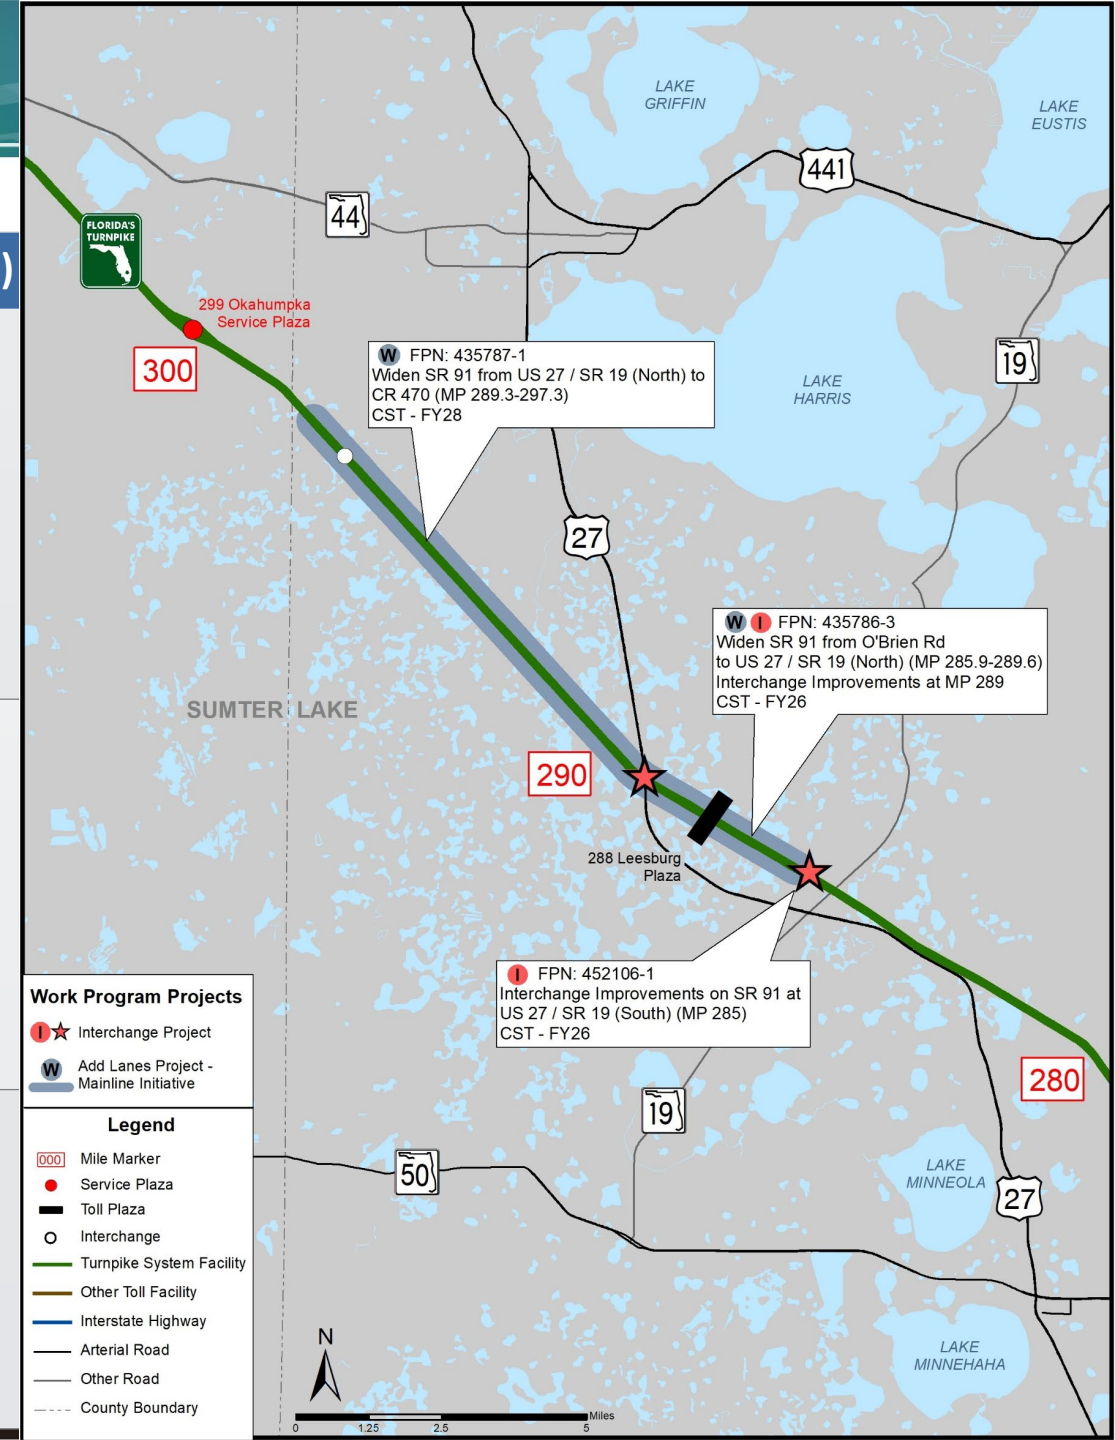 )
LAKE
GRIFFIN
LAKE
EUSTIS
441
44
FLORIDA'S
TURNPIKE
299 Okahumpka
Service Plaza
300
19
W FPN: 435787-1
Widen SR 91 from US 27 / SR 19 (North) to
CR 470 (MP 289.3-297.3)
CST - FY28
LAKE
HARRIS
27
W I FPN: 435786-3
Widen SR 91 from O'Brien Rd
to US 27 / SR 19 (North) (MP 285.9-289.6)
Interchange Improvements at MP 289
CST - FY26
SUMTER LAKE
290
288 Leesburg
Plaza
I FPN: 452106-1
Interchange Improvements on SR 91 at
US 27 / SR 19 (South) (MP 285)
CST - FY26
280
19
50
LAKE
MINNEOLA
27
LAKE
MINNEHAHA
Work Program Projects
I Interchange Project
W Add Lanes Project -
Mainline Initiative
Legend
000 Mile Marker
Service Plaza
Toll Plaza
Interchange
Turnpike System Facility
Other Toll Facility
Interstate Highway
Arterial Road
Other Road
County Boundary
N
Miles
0 1.25 2.5 5